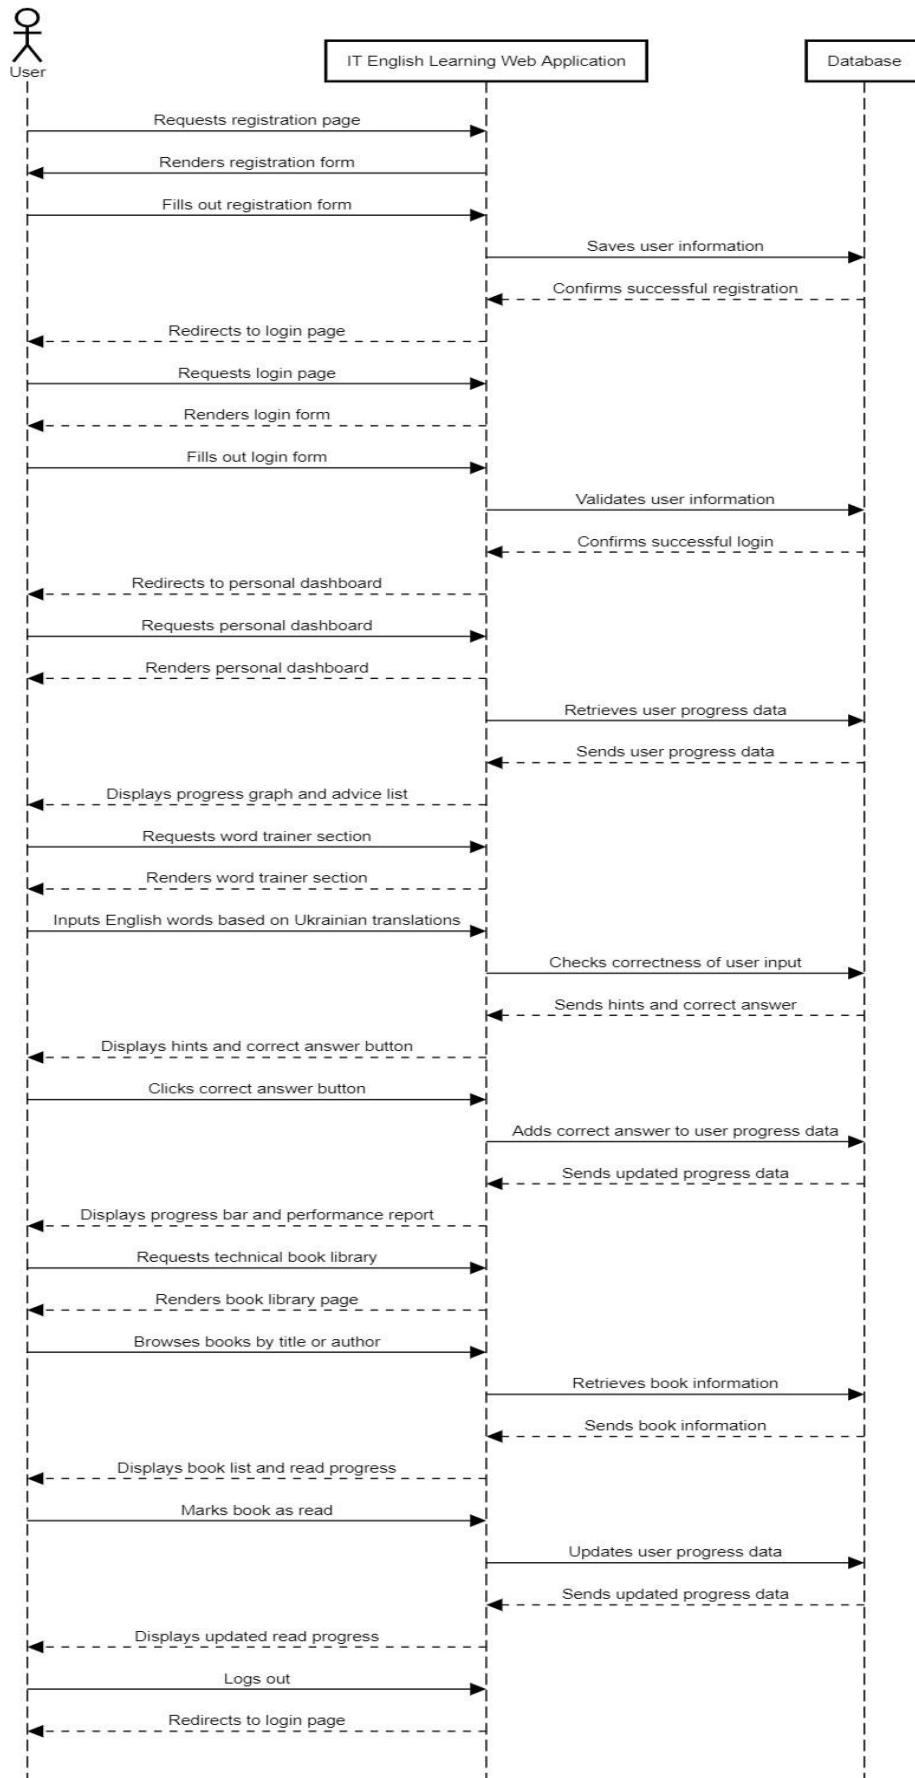 User
IT English Learning Web Application
Database
Requests registration page
Renders registration form
Fills out registration form
Saves user information
Confirms successful registration
Redirects to login page
Requests login page
Renders login form
Fills out login form
Validates user information
Confirms successful login
Redirects to personal dashboard
Requests personal dashboard
Renders personal dashboard
Retrieves user progress data
Sends user progress data
Displays progress graph and advice list
Requests word trainer section
Renders word trainer section
Inputs English words based on Ukrainian translations
Checks correctness of user input
Sends hints and correct answer
Displays hints and correct answer button
Clicks correct answer button
Adds correct answer to user progress data
Sends updated progress data
Displays progress bar and performance report
Requests technical book library
Renders book library page
Browses books by title or author
Retrieves book information
Sends book information
Displays book list and read progress
Marks book as read
Updates user progress data
Sends updated progress data
Displays updated read progress
Logs out
Redirects to login page